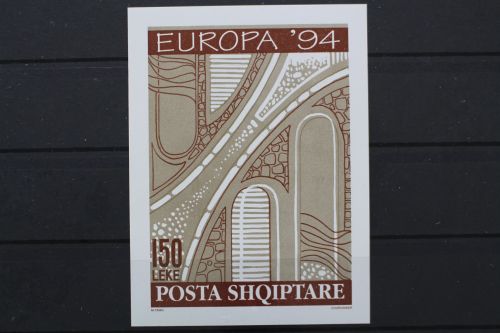 EUROPA '94
150
LEKE
POSTA SHQIPTARE